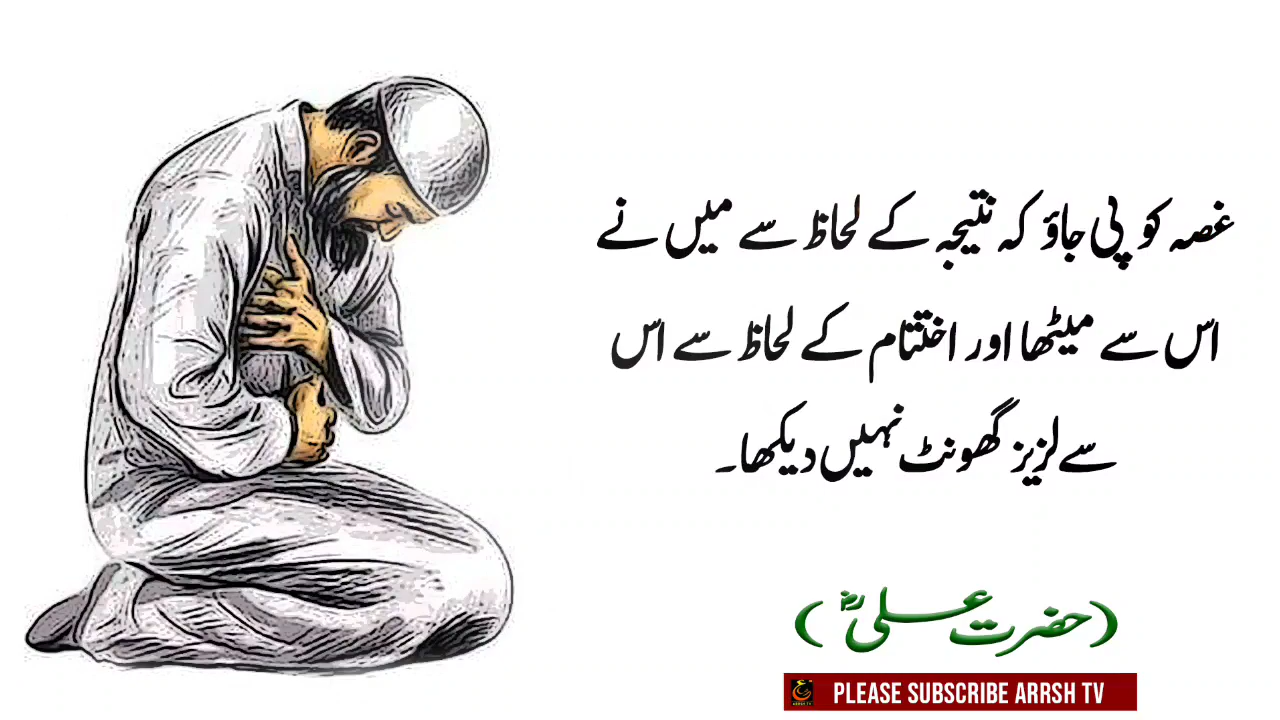 غصہ کو پی جاؤ کہ نتیجہ کے لحاظ سے میں نے
اس سے میٹھا اور اختتام کے لحاظ سے اس
سے لزیز گھونٹ نہیں دیکھا۔
(حضرت علیؓ)
PLEASE SUBSCRIBE ARRSH TV